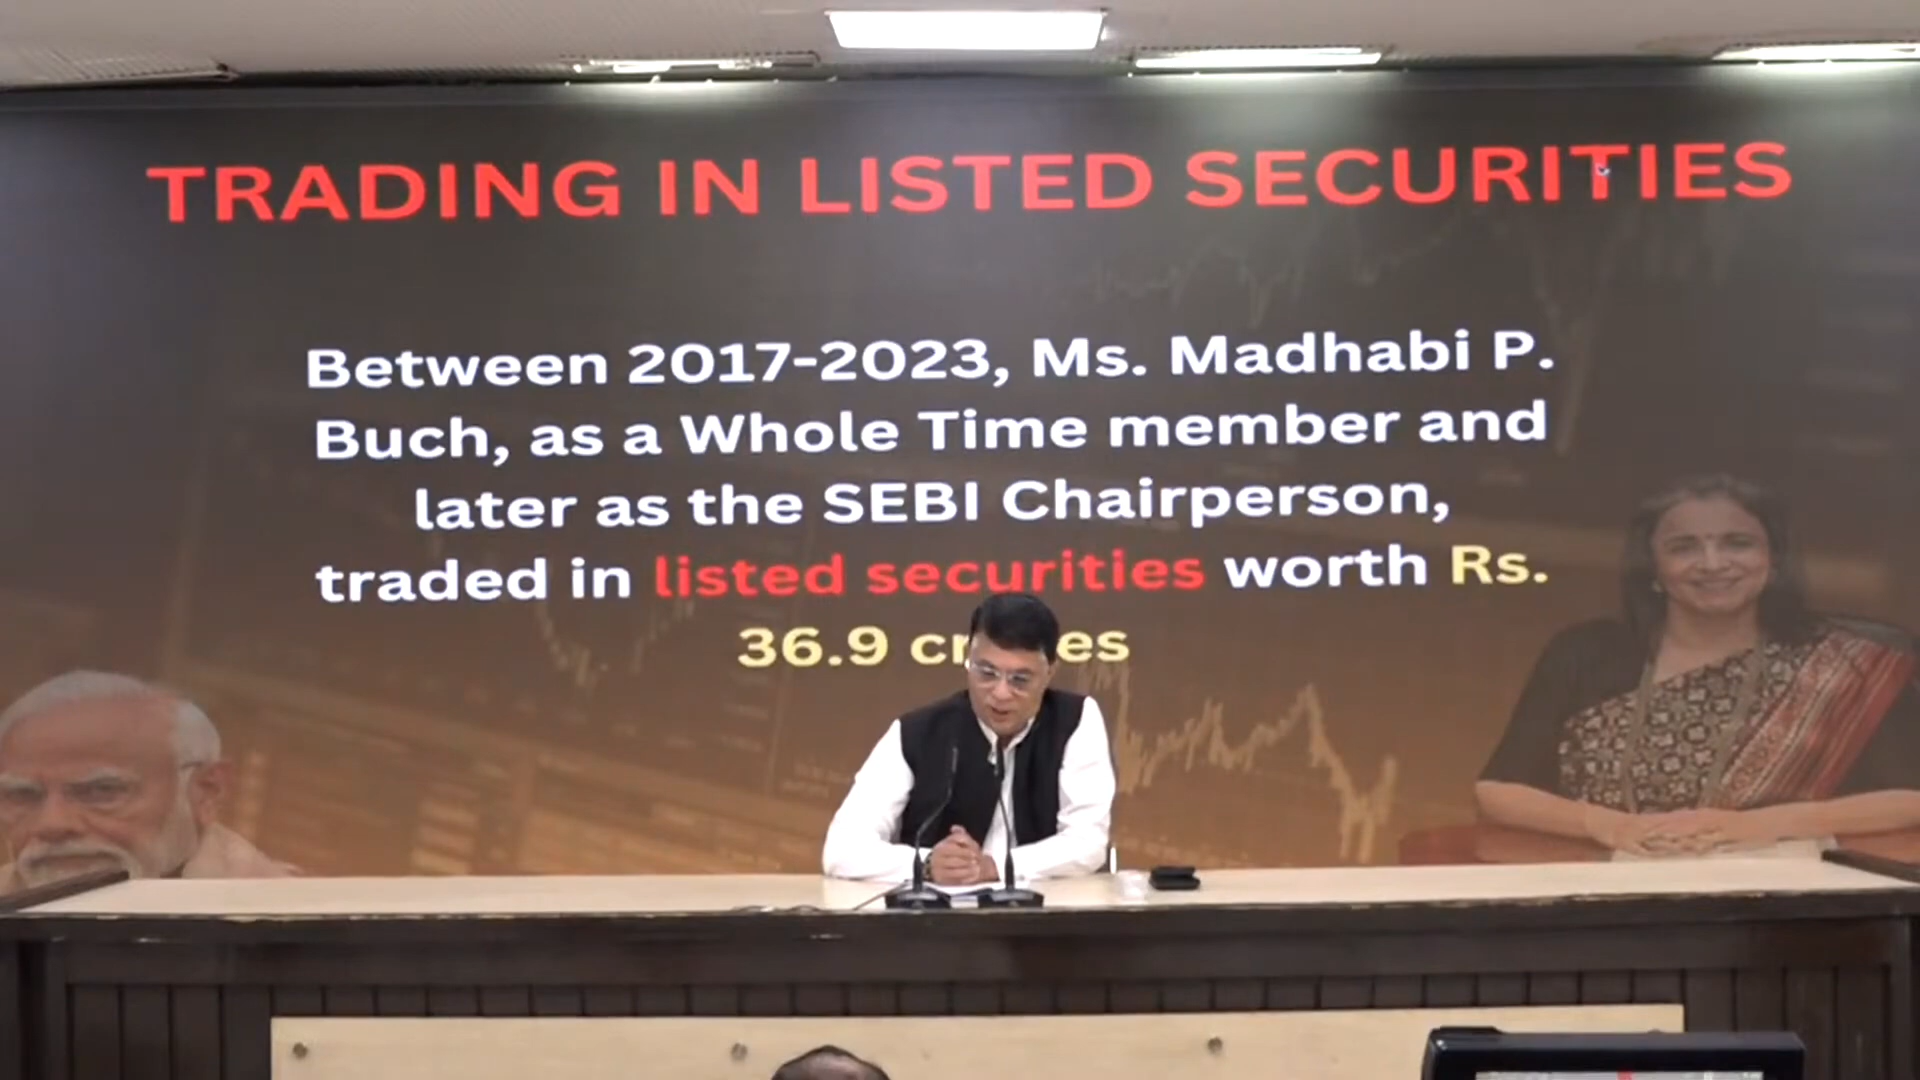 TRADING IN LISTED SECURITIES
Between 2017-2023, Ms. Madhabi P.
Buch, as a Whole Time member and
later as the SEBI Chairperson,
traded in listed securities worth Rs.
36.9